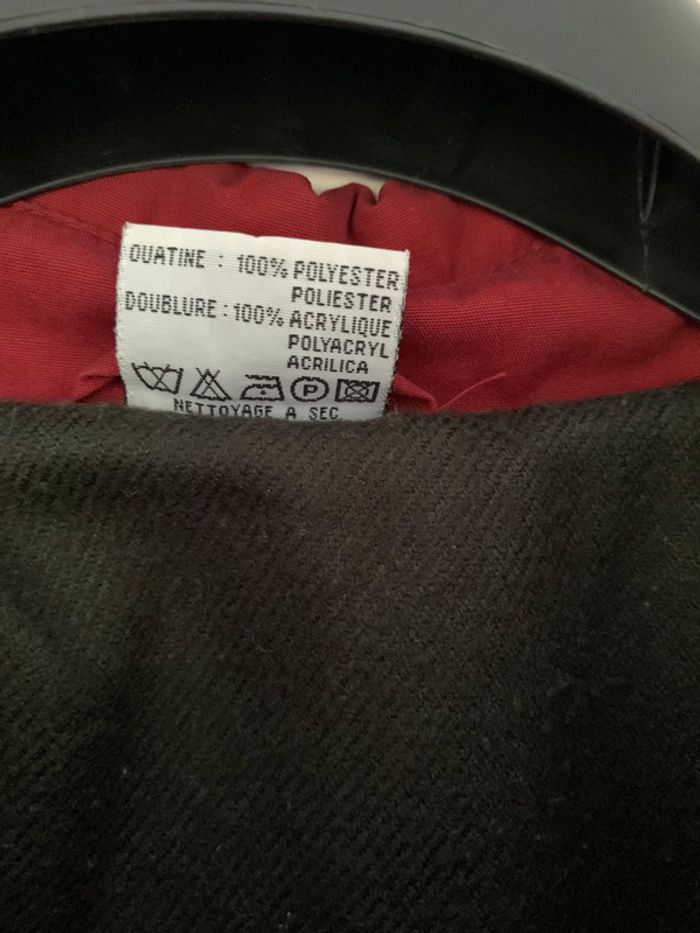 OUATINE : 100% POLYESTER
POLIESTER
DOUBLURE : 100% ACRYLIQUE
POLYACRYL
ACRILICA
P
NETTOYAGE A SEC